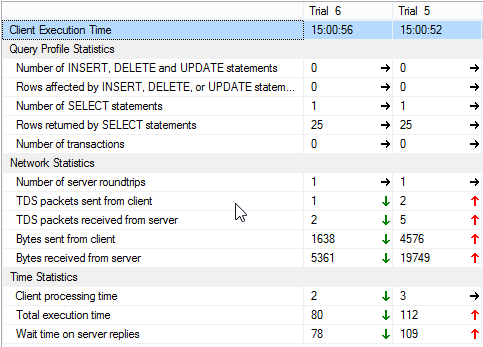 Trial 6 Trial 5
Client Execution Time 15:00:56 15:00:52
Query Profile Statistics
Number of INSERT, DELETE and UPDATE statements 0 → 0 →
Rows affected by INSERT, DELETE, or UPDATE statem... 0 → 0 →
Number of SELECT statements 1 → 1 →
Rows returned by SELECT statements 25 → 25 →
Number of transactions 0 → 0 →
Network Statistics
Number of server roundtrips 1 → 1 →
TDS packets sent from client 1 ↓ 2 ↑
TDS packets received from server 2 ↓ 5 ↑
Bytes sent from client 1638 ↓ 4576 ↑
Bytes received from server 5361 ↓ 19749 ↑
Time Statistics
Client processing time 2 ↓ 3 →
Total execution time 80 ↓ 112 ↑
Wait time on server replies 78 ↓ 109 ↑